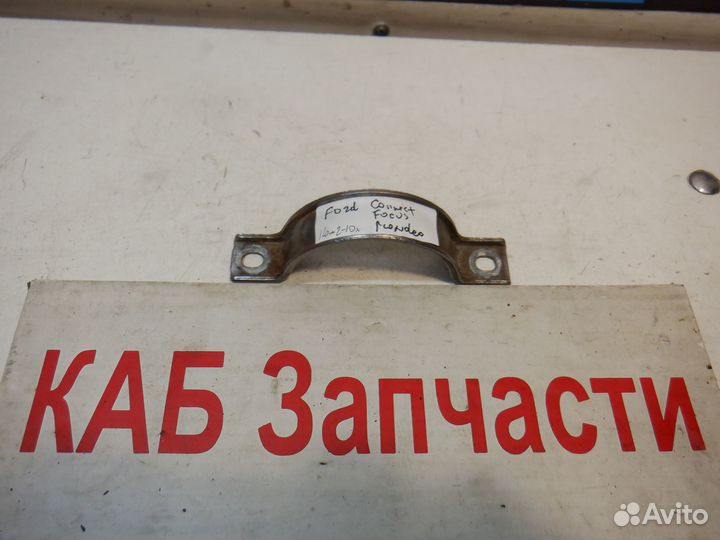 Ford Connect
Focus
Mondeo
КАБ Запчасти
Avito